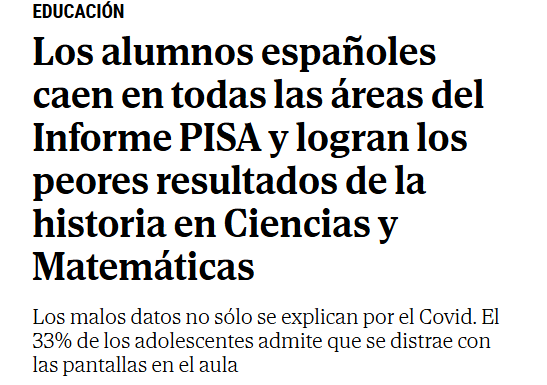 EDUCACIÓN
Los alumnos españoles
caen en todas las áreas del
Informe PISA y logran los
peores resultados de la
historia en Ciencias y
Matemáticas
Los malos datos no sólo se explican por el Covid. El
33% de los adolescentes admite que se distrae con
las pantallas en el aula